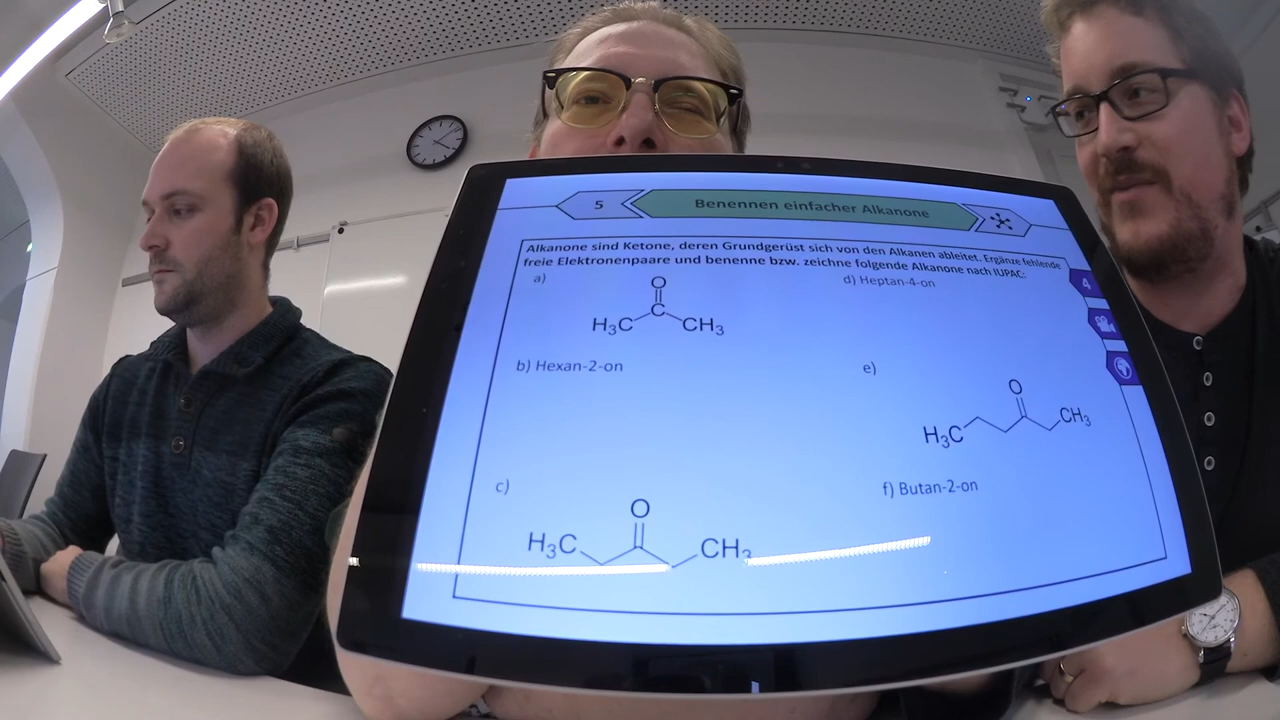 5
Benennen einfacher Alkanone
Alkanone sind Ketone, deren Grundgerüst sich von den Alkanen ableitet. Ergänze fehlende
freie Elektronenpaare und benenne bzw. zeichne folgende Alkanone nach IUPAC:
a)
O
C
H₃C CH₃
d) Heptan-4-on
4
b) Hexan-2-on
e)
O
H₃C CH₃
c)
O
H₃C CH₃
f) Butan-2-on